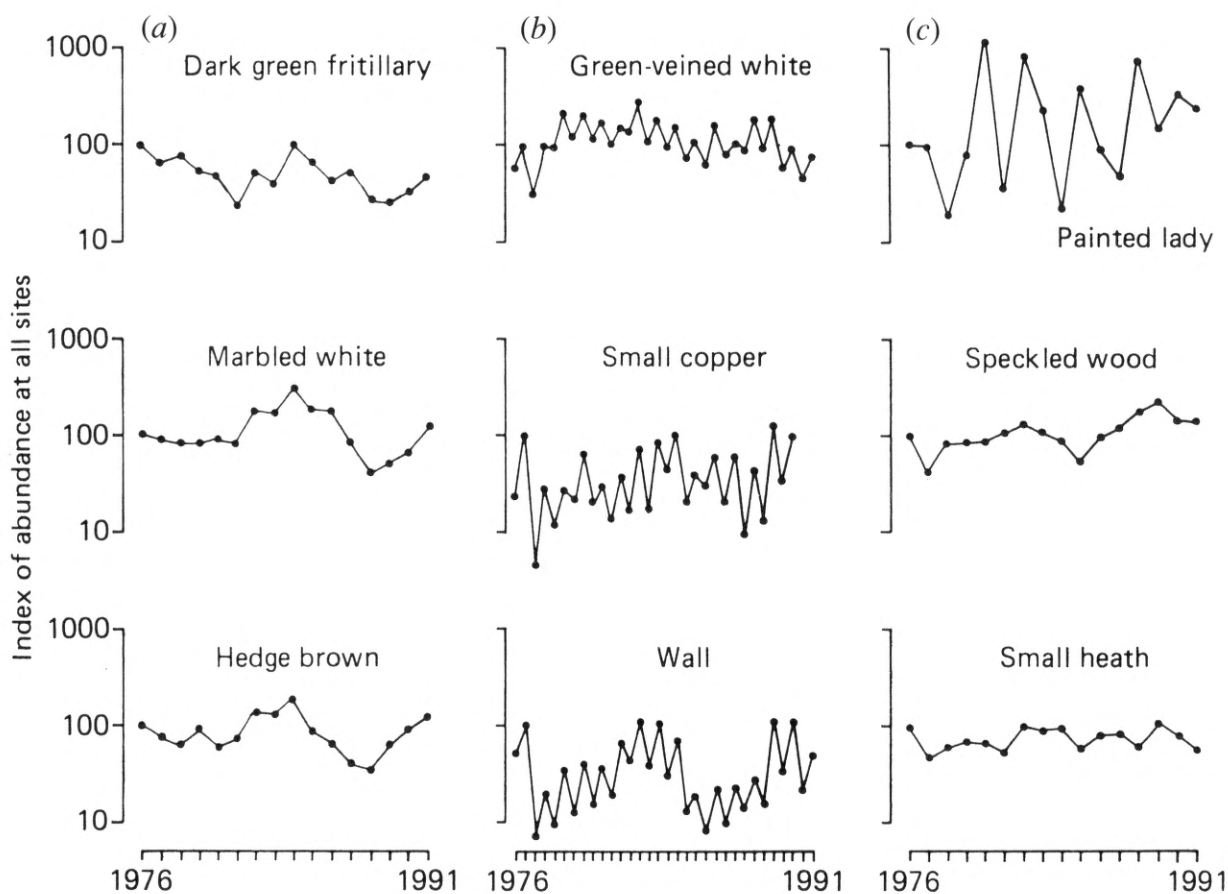 (a) (b) (c)
1000
Dark green fritillary
Green-veined white
100
10
Painted lady
Index of abundance at all sites
1000
Marbled white
Small copper
Speckled wood
100
10
1000
Hedge brown
Wall
Small heath
100
10
1976 1991 1976 1991 1976 1991